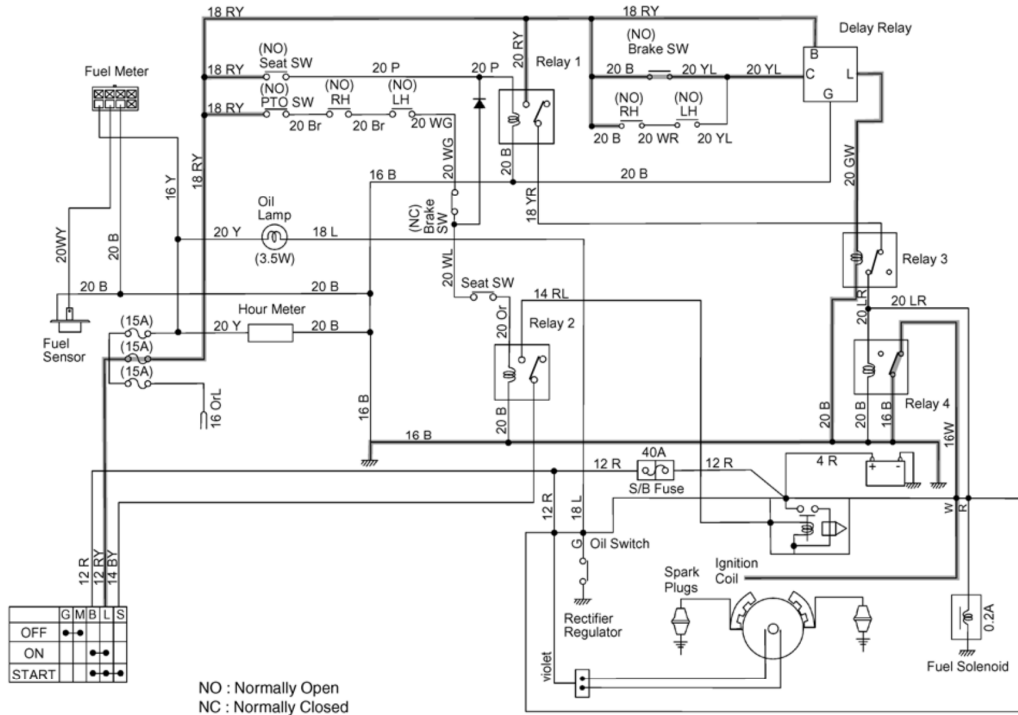 18 RY
18 RY
Delay Relay
(NO)
Seat SW
18 RY
20 P
20 P
20 RY
Relay 1
(NO)
Brake SW
20 B
20 YL
20 YL
B
C
L
G
Fuel Meter
(NO)
PTO SW
18 RY
20 Br
(NO)
RH
20 Br
(NO)
LH
20 WG
(NO)
RH
(NO)
LH
20 B
20 WR
20 YL
16 Y
18 RY
20 WG
20 B
16 B
20 B
20 GW
(NC)
Brake
SW
18 YR
Oil
Lamp
20WY
20 B
20 Y
18 L
(3.5W)
20 WL
Relay 3
Seat SW
20 B
20 B
14 RL
20 LR
20 LR
Hour Meter
20 Or
Relay 2
(15A)
20 Y
20 B
Fuel
Sensor
(15A)
(15A)
16 OrL
16 B
20 B
20 B
20 B
16 B
Relay 4
16W
16 B
40A
12 R
12 R
S/B Fuse
4 R
+
-
12 R
18 L
W
R
G
Oil Switch
12 R
12 RY
14 BY
Spark
Plugs
Ignition
Coil
Rectifier
Regulator
0.2A
Fuel Solenoid
violet
G M B L S
OFF
ON
START
NO : Normally Open
NC : Normally Closed